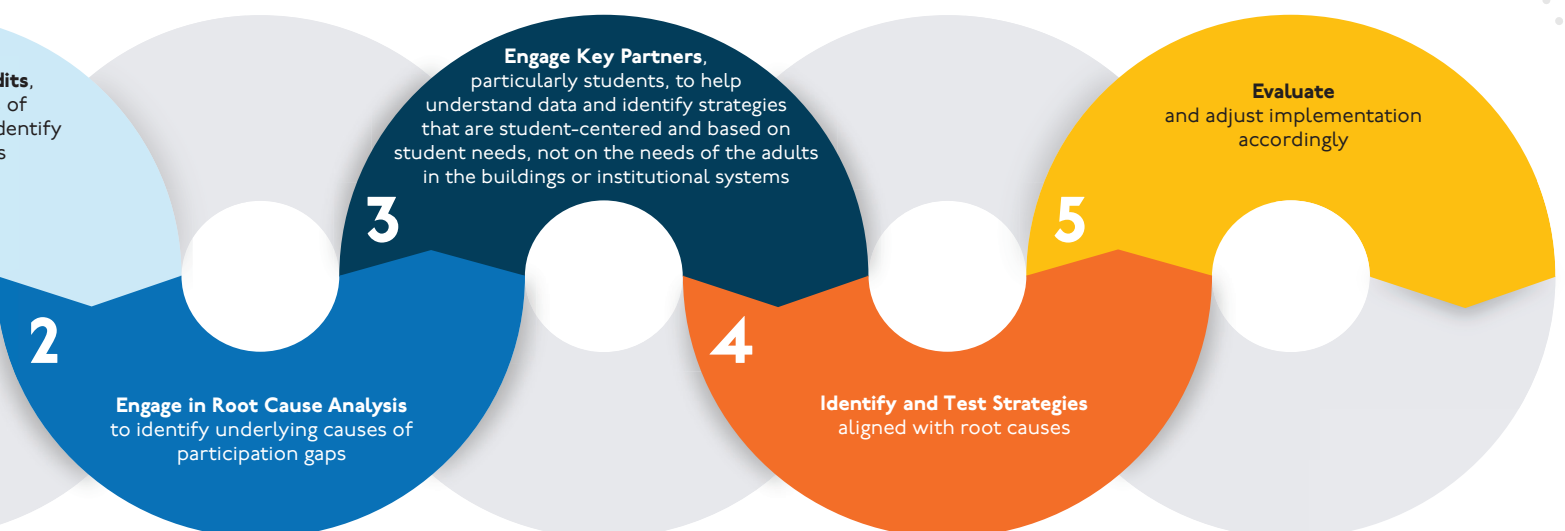 dits,
of
dentify
s
2
Engage in Root Cause Analysis
to identify underlying causes of
participation gaps
3
Engage Key Partners,
particularly students, to help
understand data and identify strategies
that are student-centered and based on
student needs, not on the needs of the adults
in the buildings or institutional systems
4
Identify and Test Strategies
aligned with root causes
5
Evaluate
and adjust implementation
accordingly